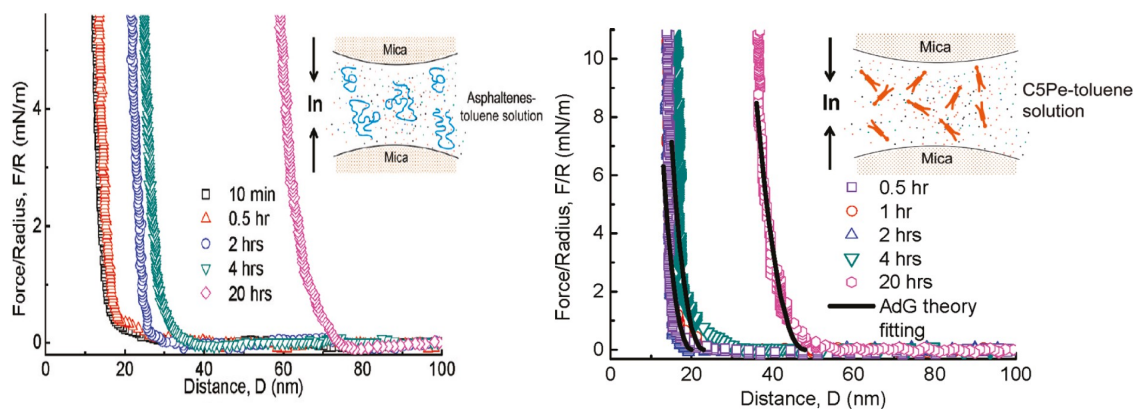 Force/Radius, F/R (mN/m)
4
2
0
0
20
40
60
80
100
Distance, D (nm)
Mica
In
Asphaltenes-
toluene solution
Mica
10 min
0.5 hr
2 hrs
4 hrs
20 hrs
Force/Radius, F/R (mN/m)
10
8
6
4
2
0
0
20
40
60
80
100
Distance, D (nm)
Mica
In
C5Pe-toluene
solution
Mica
0.5 hr
1 hr
2 hrs
4 hrs
20 hrs
AdG theory
fitting